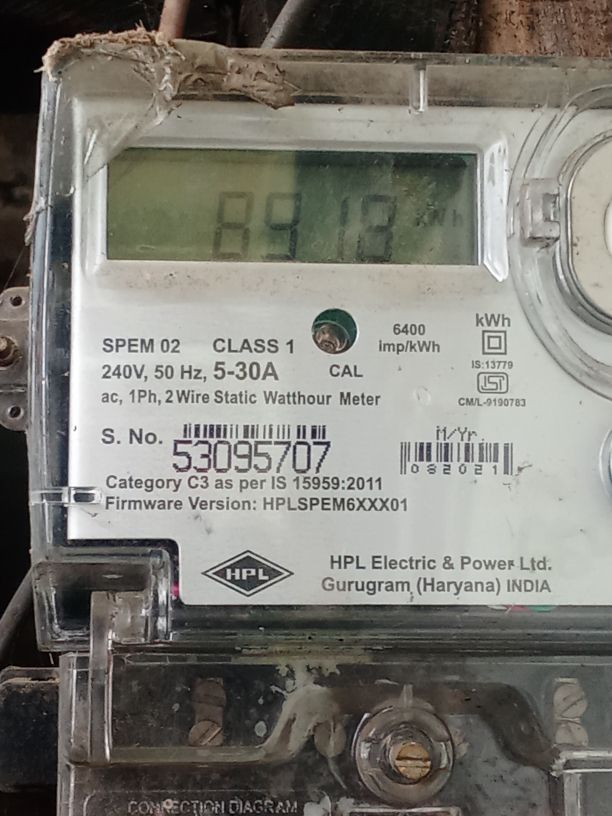 8913 kWh
6400
imp/kWh
kWh
IS:13779
CM/L-9190783
SPEM 02 CLASS 1
240V, 50 Hz, 5-30A
CAL
ac, 1Ph, 2 Wire Static Watthour Meter
S. No. 53095707
M/Yr.
082021
Category C3 as per IS 15959:2011
Firmware Version: HPLSPEM6XXX01
HPL
HPL Electric & Power Ltd.
Gurugram (Haryana) INDIA
CONNECTION DIAGRAM